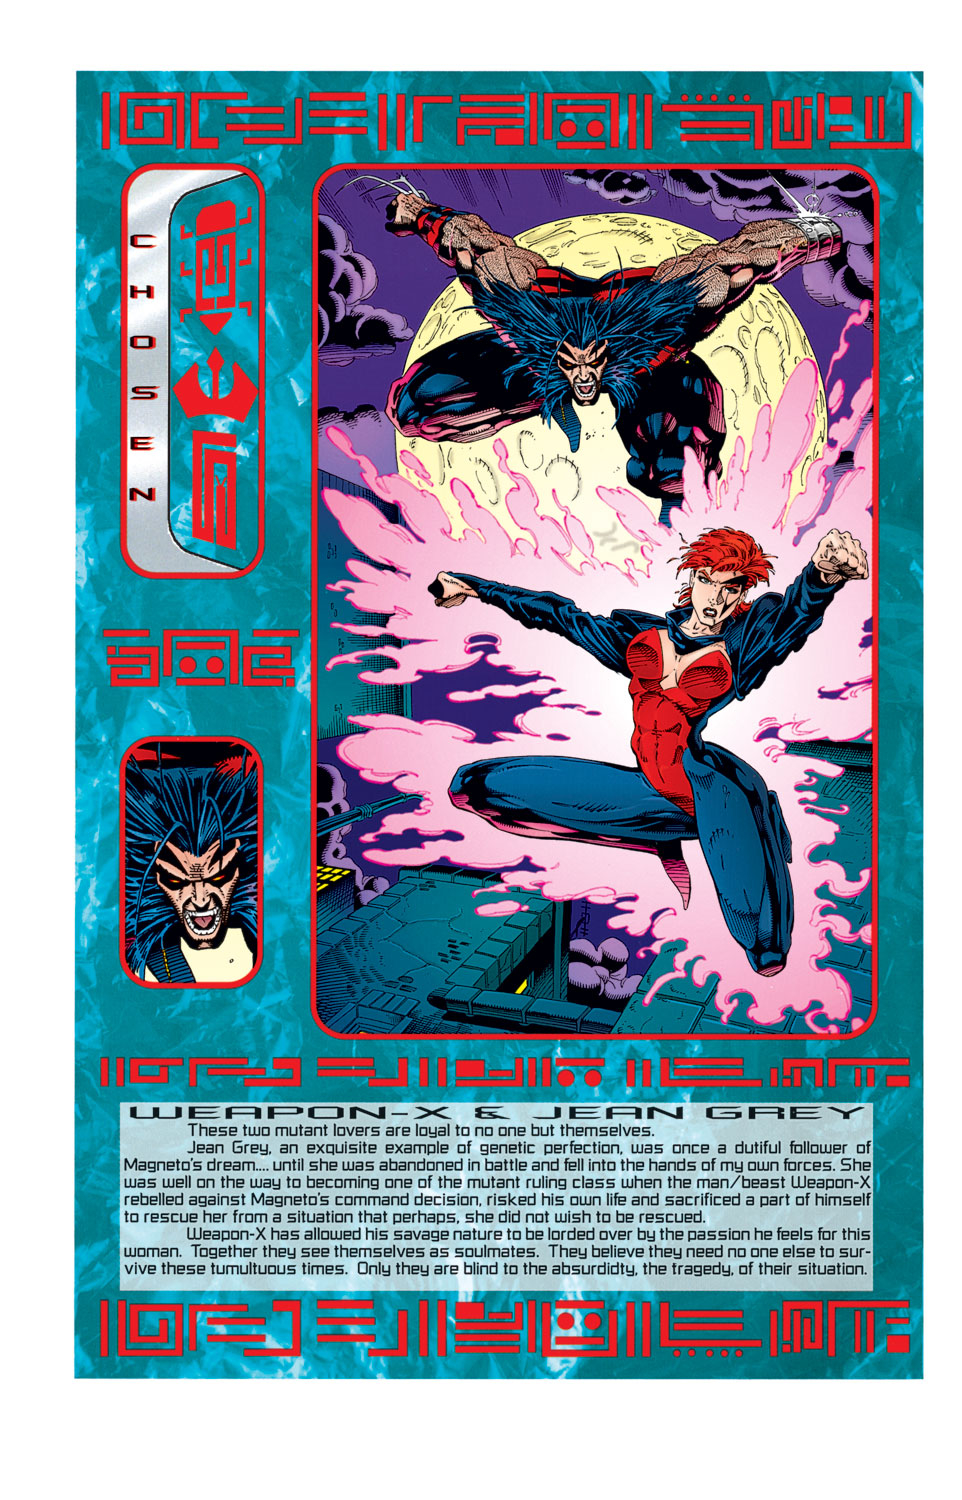 CHOSEN
WEAPON-X & JEAN GREY
These two mutant lovers are loyal to no one but themselves.
Jean Grey, an exquisite example of genetic perfection, was once a dutiful follower of
Magneto's dream.... until she was abandoned in battle and fell into the hands of my own forces. She
was well on the way to becoming one of the mutant ruling class when the man/beast Weapon-X
rebelled against Magneto's command decision, risked his own life and sacrificed a part of himself
to rescue her from a situation that perhaps, she did not wish to be rescued.
Weapon-X has allowed his savage nature to be lorded over by the passion he feels for this
woman. Together they see themselves as soulmates. They believe they need no one else to sur-
vive these tumultuous times. Only they are blind to the absurdidty, the tragedy, of their situation.